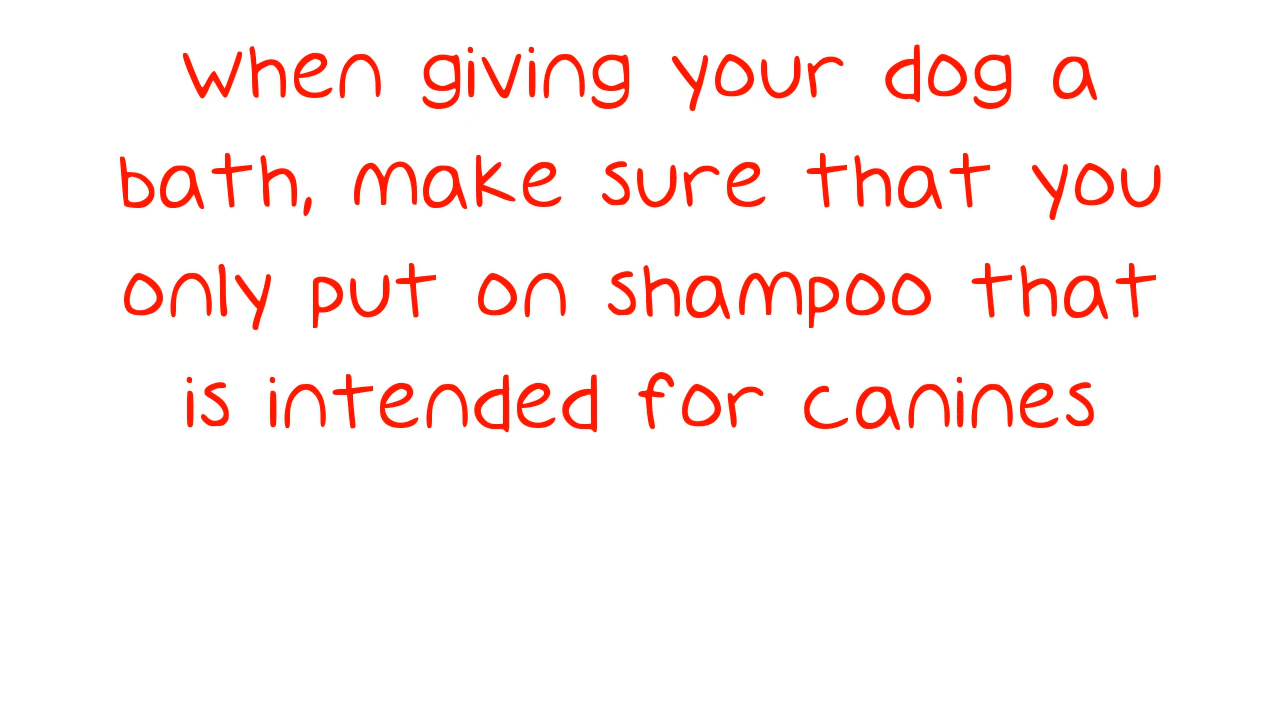 When giving your dog a
bath, make sure that you
only put on shampoo that
is intended for canines